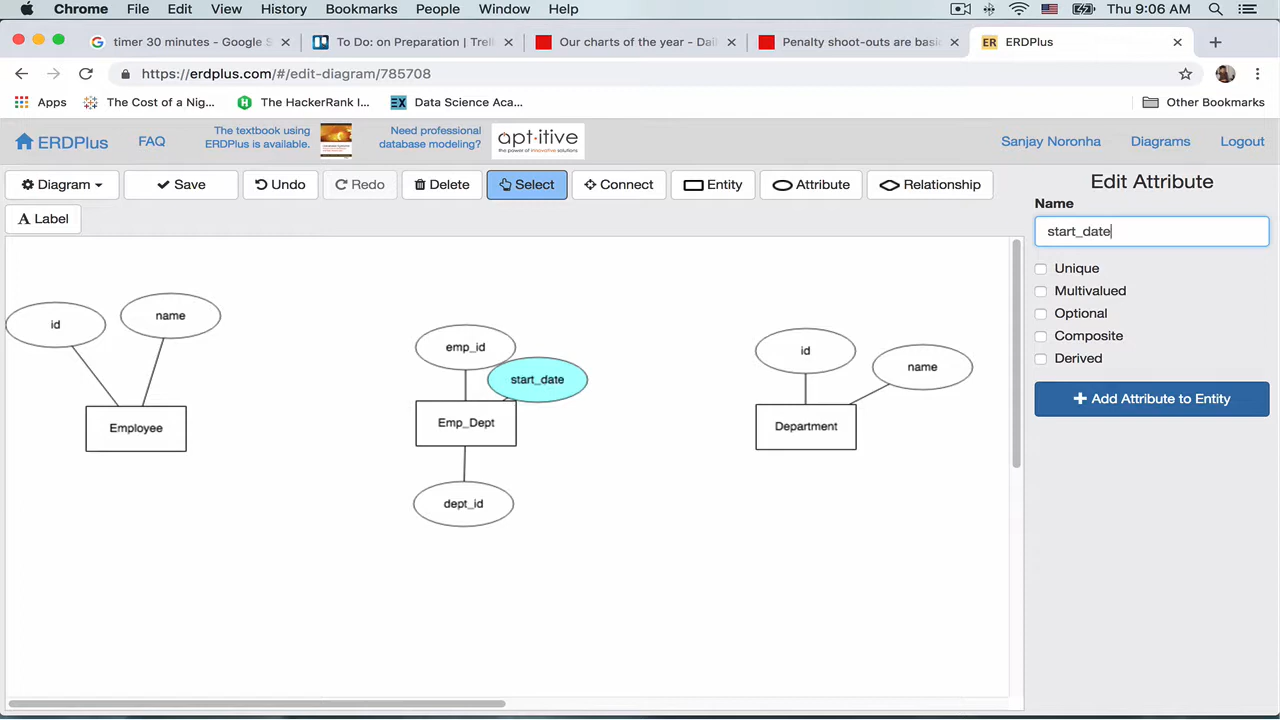 Chrome File Edit View History Bookmarks People Window Help Thu 9:06 AM
timer 30 minutes - Google S To Do: on Preparation | Trell Our charts of the year - Dail Penalty shoot-outs are basic ERDPlus
https://erdplus.com/#/edit-diagram/785708
Apps The Cost of a Nig... The HackerRank I... Data Science Aca... Other Bookmarks
ERDPlus FAQ The textbook using ERDPlus is available. Need professional database modeling? apt·itive the power of innovative solutions Sanjay Noronha Diagrams Logout
Diagram Save Undo Redo Delete Select Connect Entity Attribute Relationship
A Label
Edit Attribute
Name
start_date
Unique
Multivalued
Optional
Composite
Derived
Add Attribute to Entity
id name
Employee
emp_id
start_date
Emp_Dept
dept_id
id
name
Department